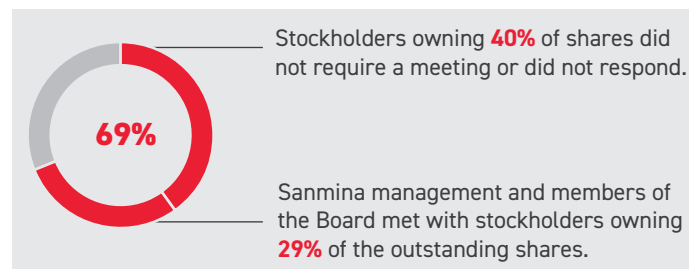 Stockholders owning 40% of shares did
not require a meeting or did not respond.
69%
Sanmina management and members of
the Board met with stockholders owning
29% of the outstanding shares.